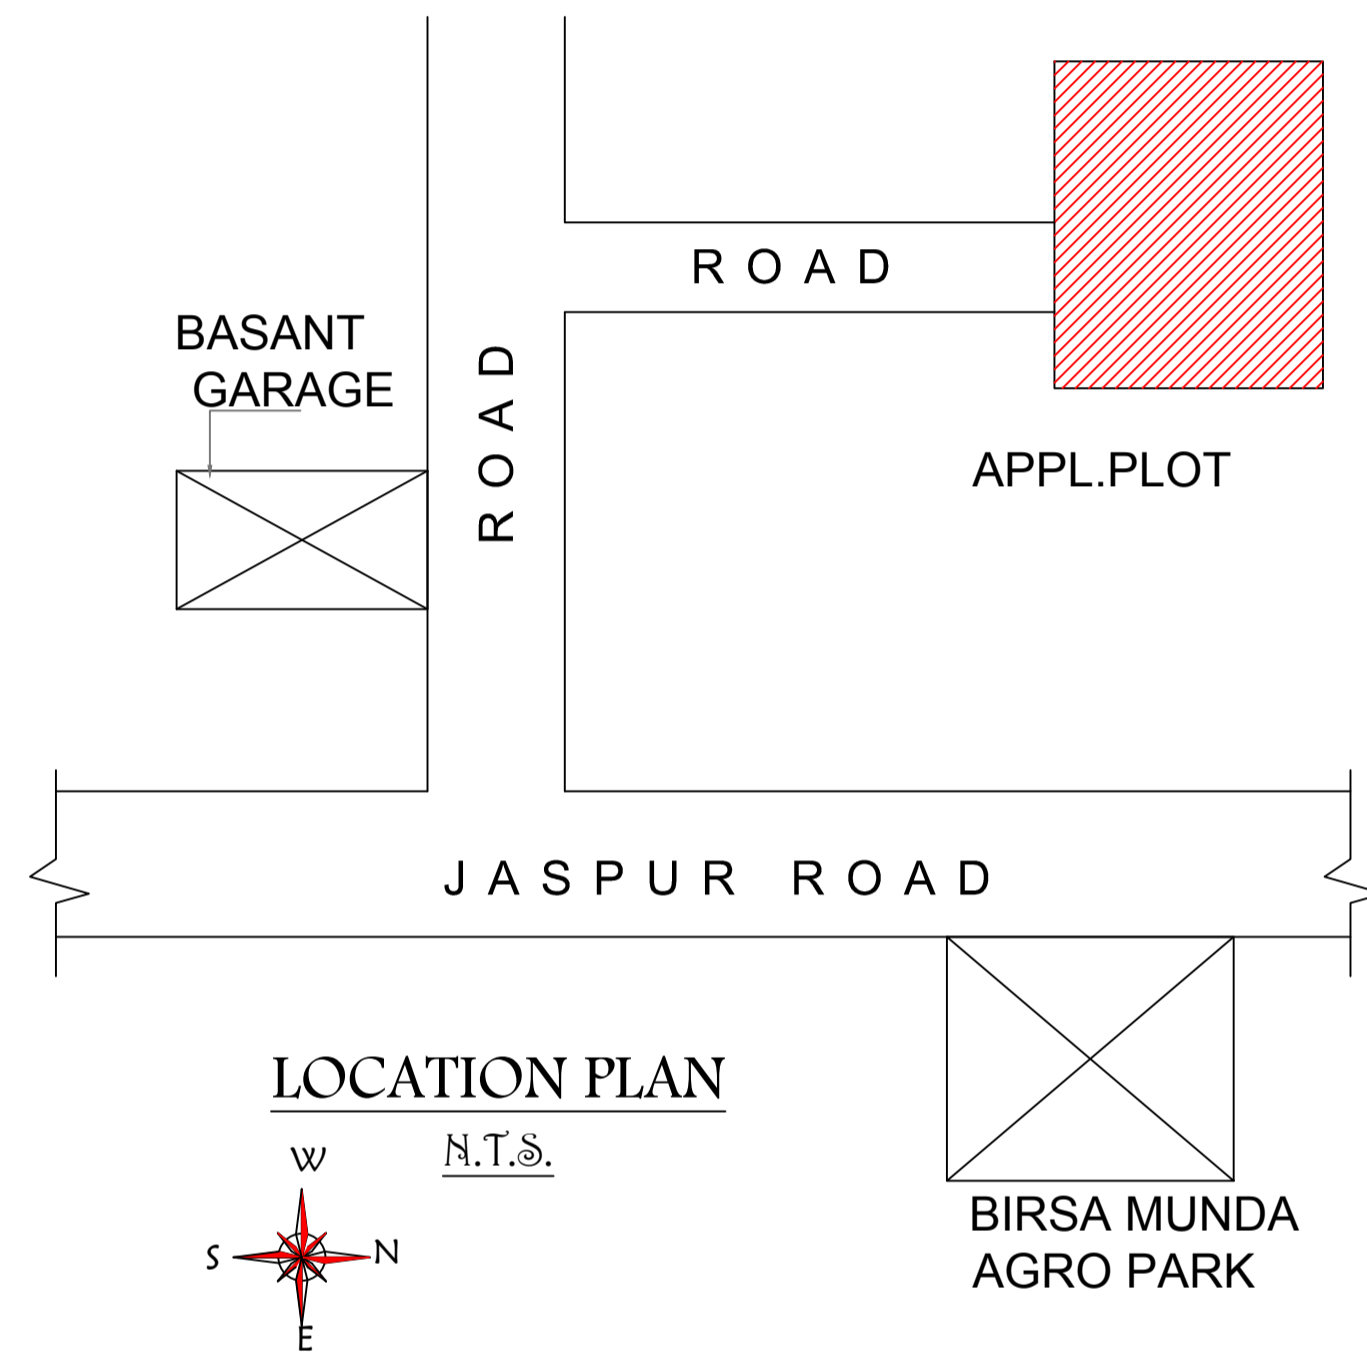 ROAD
BASANT
GARAGE
ROAD
APPL.PLOT
JASPUR ROAD
LOCATION PLAN
N.T.S.
W
S
N
E
BIRSA MUNDA
AGRO PARK